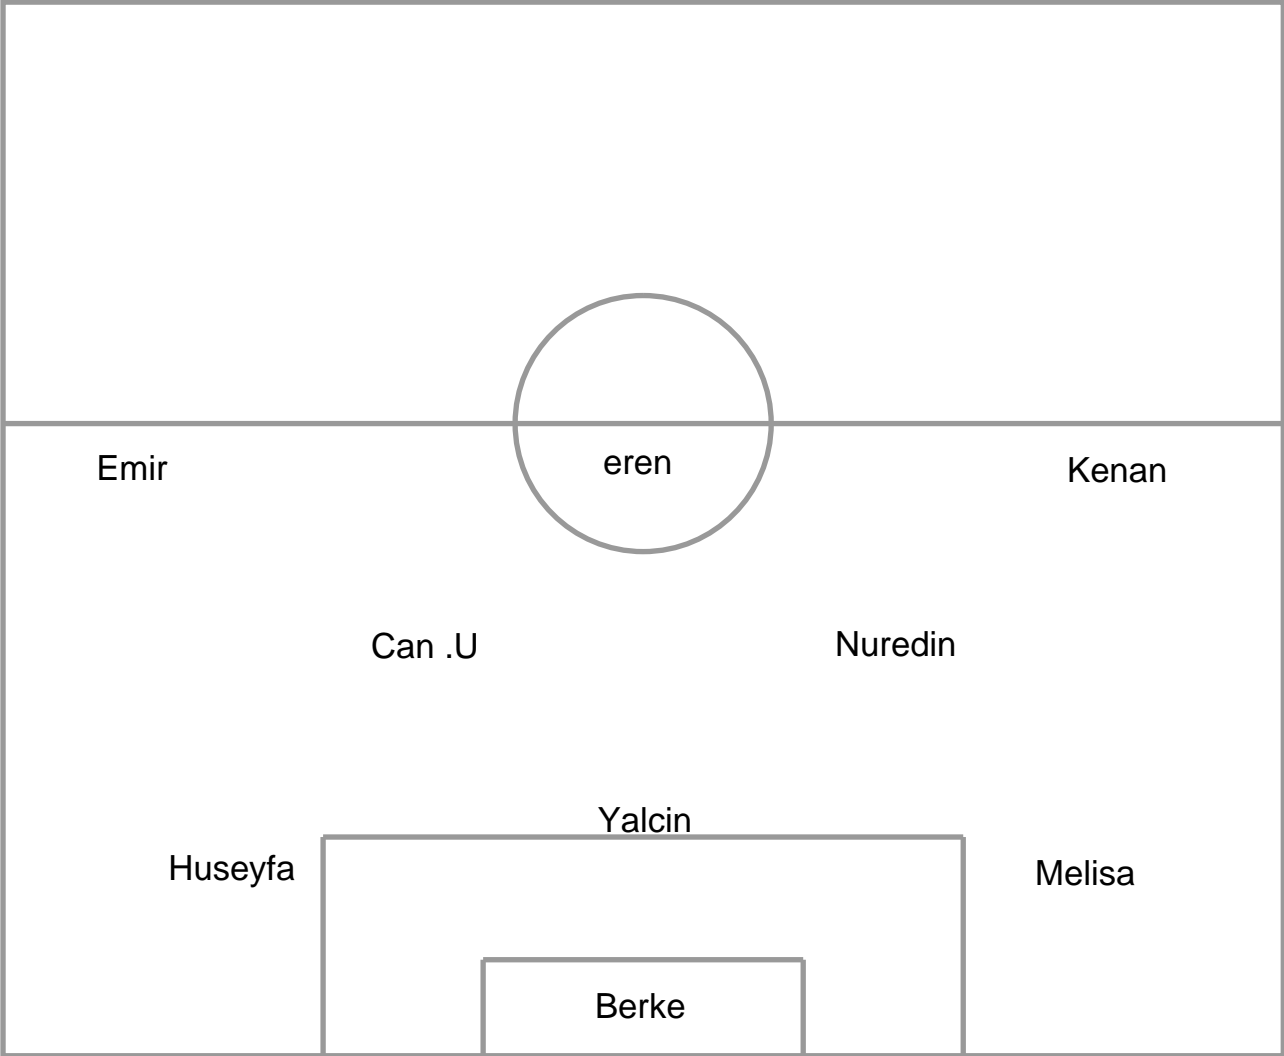 Emir
eren
Kenan
Can .U
Nuredin
Yalcin
Huseyfa
Melisa
Berke